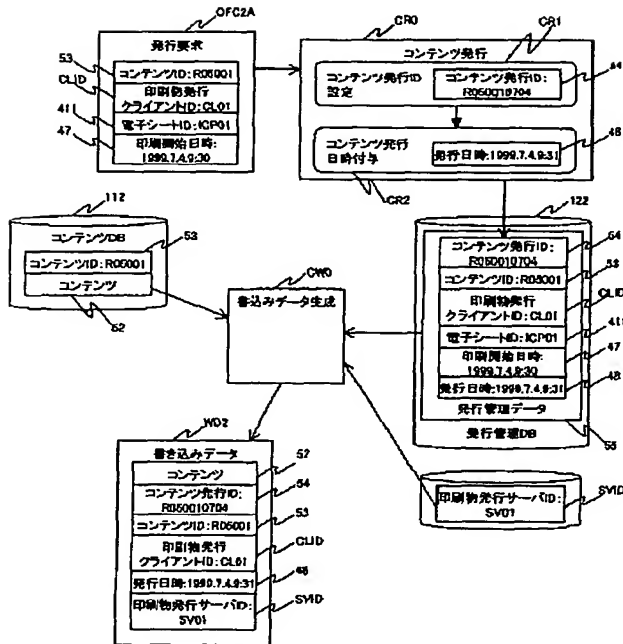 OFC2A
発行要求
53
コンテンツID:R05001
CLID
印刷物発行
クライアントID:CL01
411
電子シートID:ICP01
47
印刷開始日時:
1999.7.4.9:30
CR0
CR1
コンテンツ発行
コンテンツ発行ID
設定
コンテンツ発行ID:
R050010704
コンテンツ発行
日時付与
発行日時:1999.7.4.9:31
48
CR2
112
コンテンツDB
53
コンテンツID:R05001
コンテンツ
52
CW0
書込みデータ生成
122
コンテンツ発行ID:
R050010704
54
コンテンツID:R05001
53
印刷物発行
クライアントID:CL01
CLID
電子シートID:ICP001
411
印刷開始日時:
1999.7.4.9:30
47
発行日時:1999.7.4.9:31
48
発行管理データ
発行管理DB
55
印刷物発行サーバID:
SV01
SVID
WD2
書き込みデータ
コンテンツ
52
コンテンツ発行ID:
R050010704
54
コンテンツID:R05001
53
印刷物発行
クライアントID:CL01
CLID
発行日時:1999.7.4.9:31
48
印刷物発行サーバID:
SV01
SVID